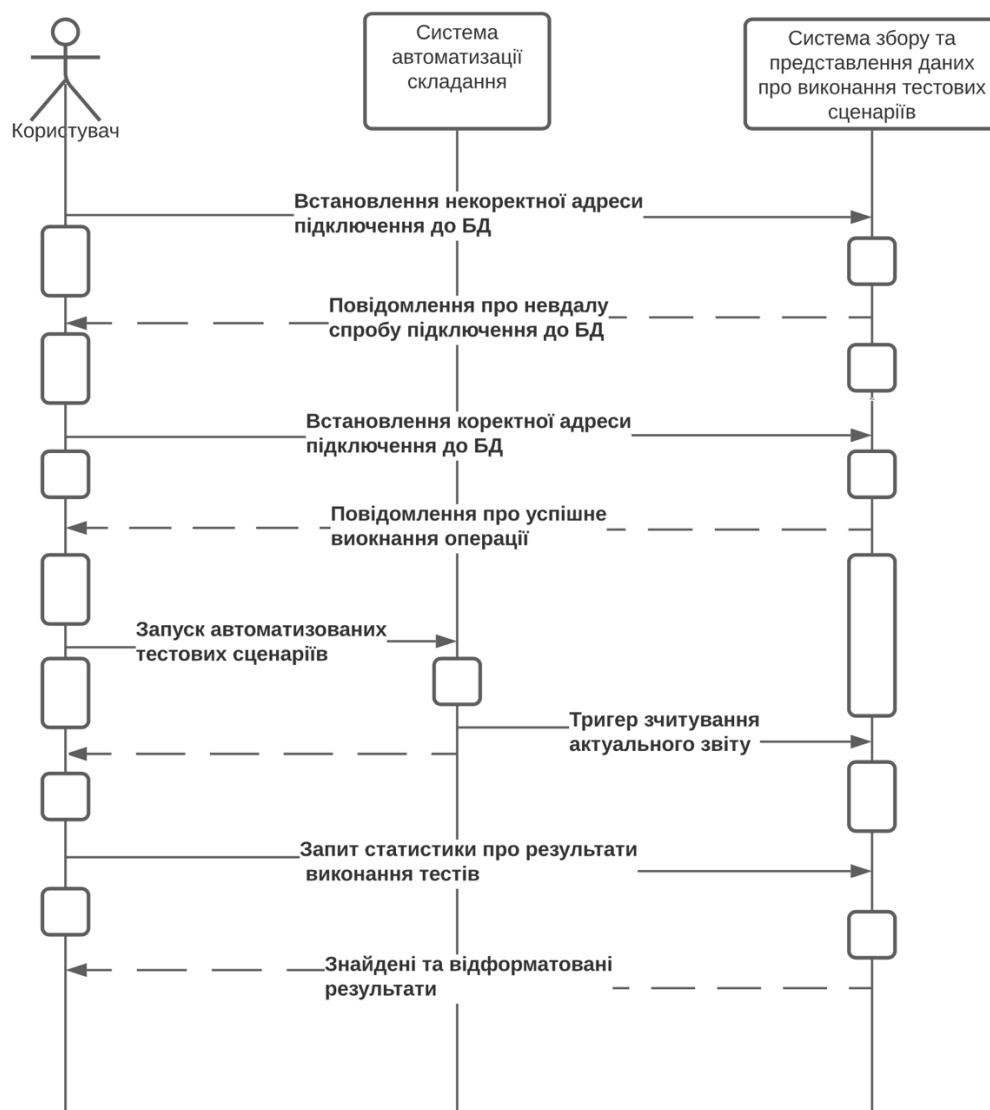 Користувач
Система
автоматизації
складання
Система збору та
представлення даних
про виконання тестових
сценаріїв
Встановлення некоректної адреси
підключення до БД
Повідомлення про невдалу
спробу підключення до БД
Встановлення коректної адреси
підключення до БД
Повідомлення про успішне
виокнання операції
Запуск автоматизованих
тестових сценаріїв
Тригер зчитування
актуального звіту
Запит статистики про результати
виконання тестів
Знайдені та відформатовані
результати